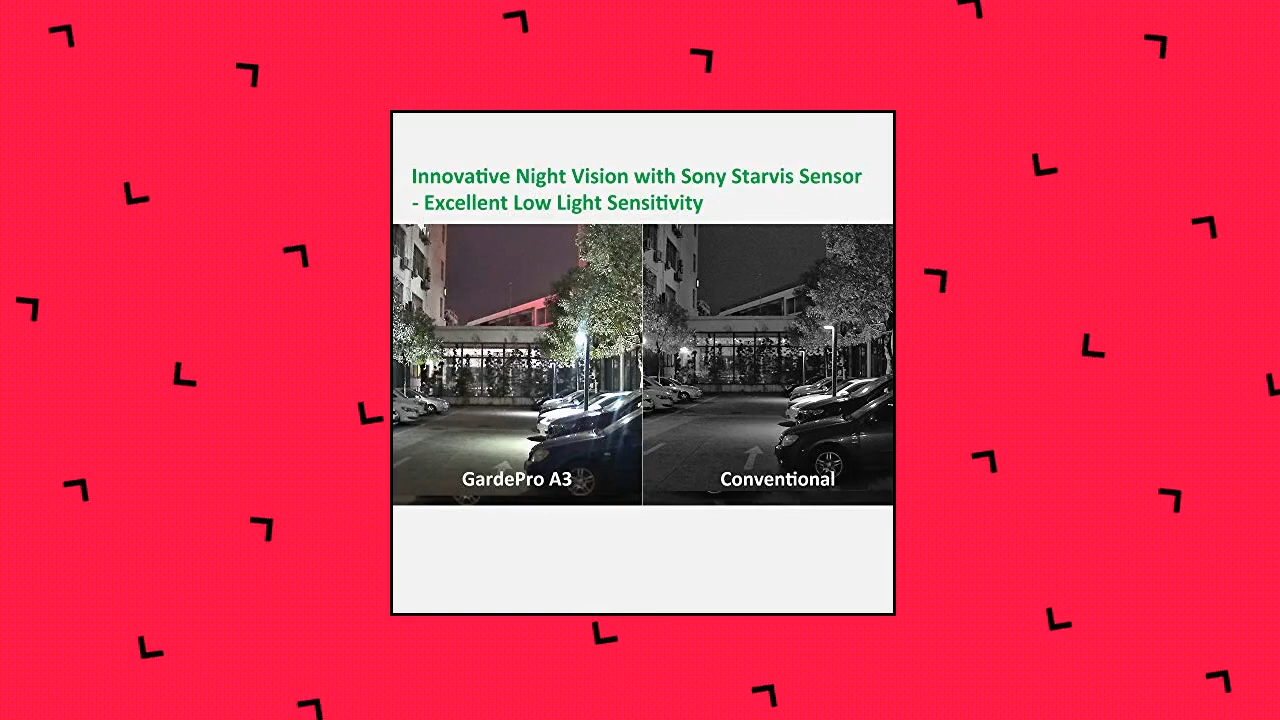 Innovative Night Vision with Sony Starvis Sensor
- Excellent Low Light Sensitivity
GardePro A3
Conventional